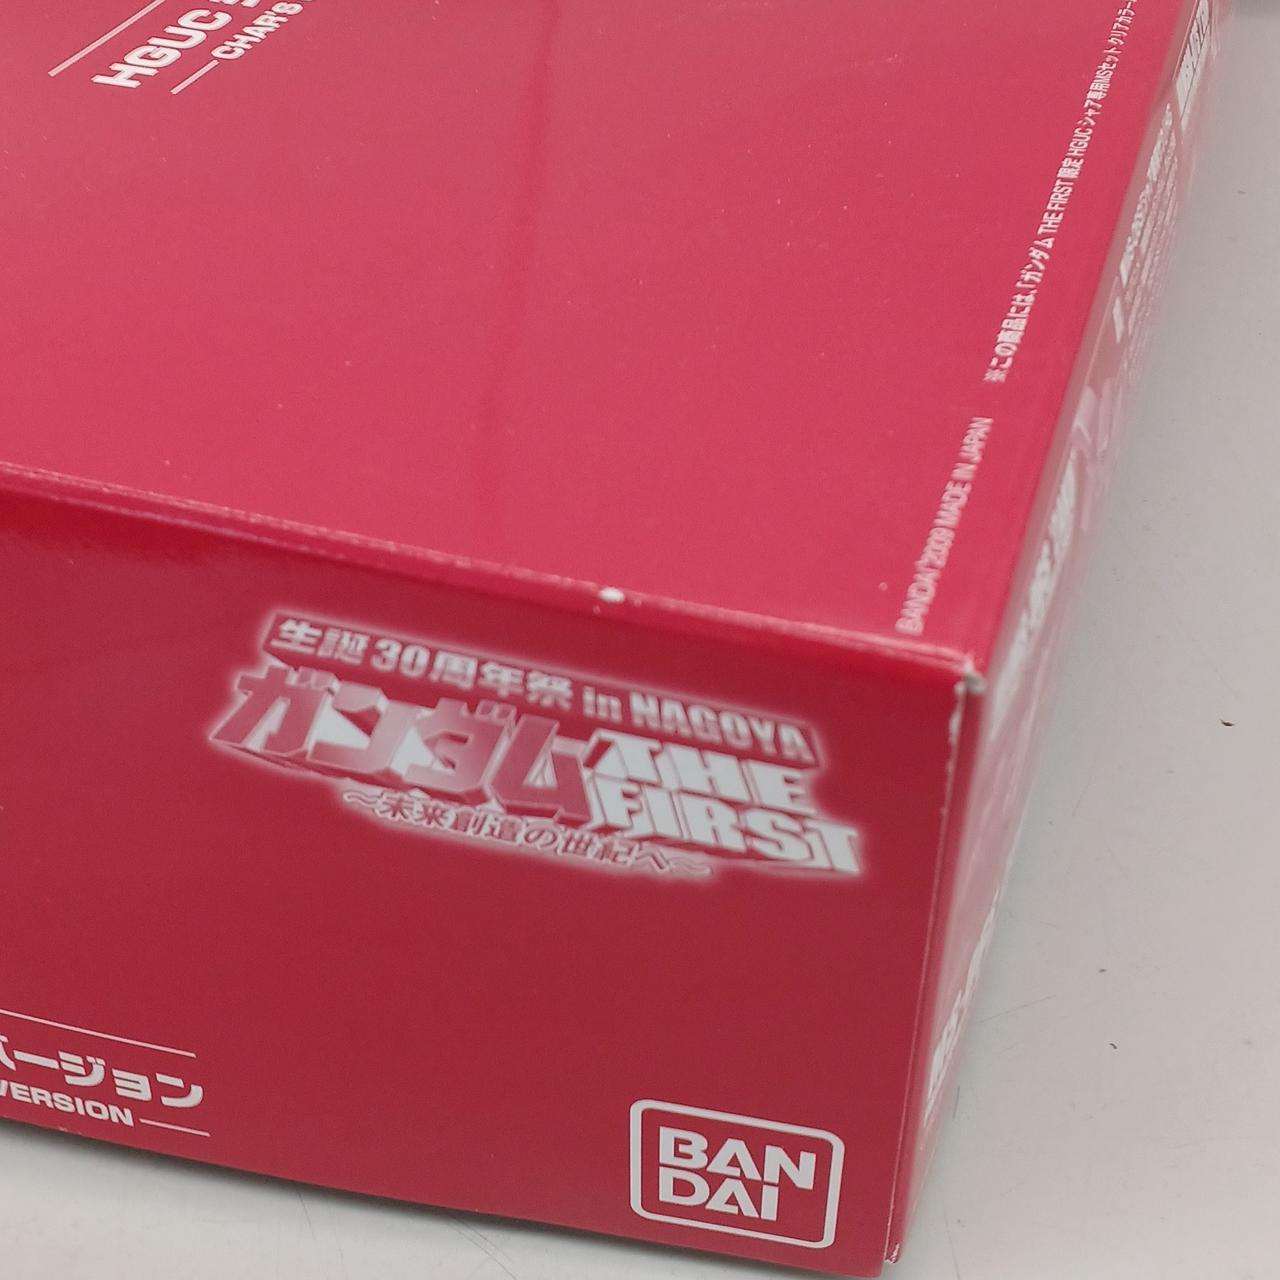 HGUC
CHAR'S
※この商品には、「ガンダム THE FIRST 限定 HGUC シャア専用MSセット クリアカラー
BANDAI 2009 MADE IN JAPAN
生誕30周年祭 in NAGOYA
ガンダム THE FIRST
～未来創造の世紀へ～
バージョン
VERSION
BANDAI